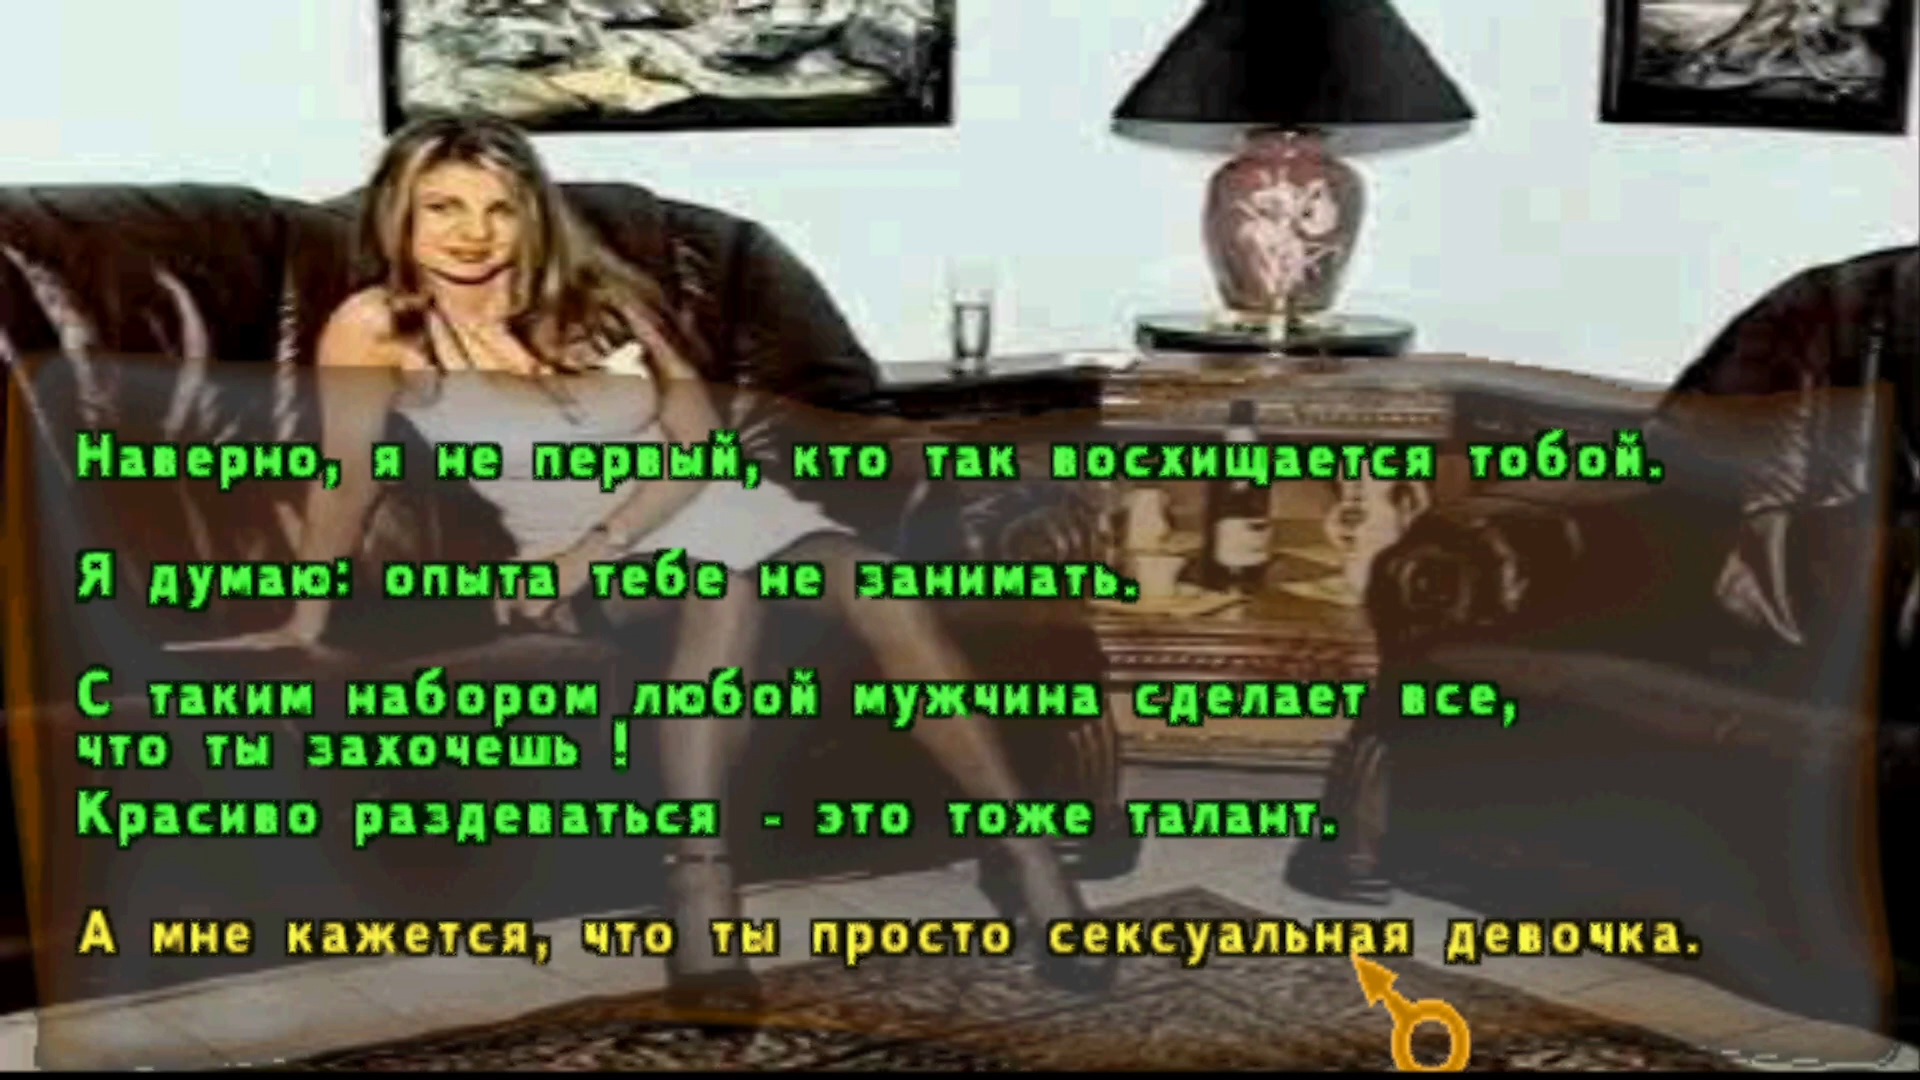 Наверно, я не первый, кто так восхищается тобой.
Я думаю: опыта тебе не занимать.
С таким набором любой мужчина сделает все,
что ты захочешь !
Красиво раздеваться - это тоже талант.
А мне кажется, что ты просто сексуальная девочка.